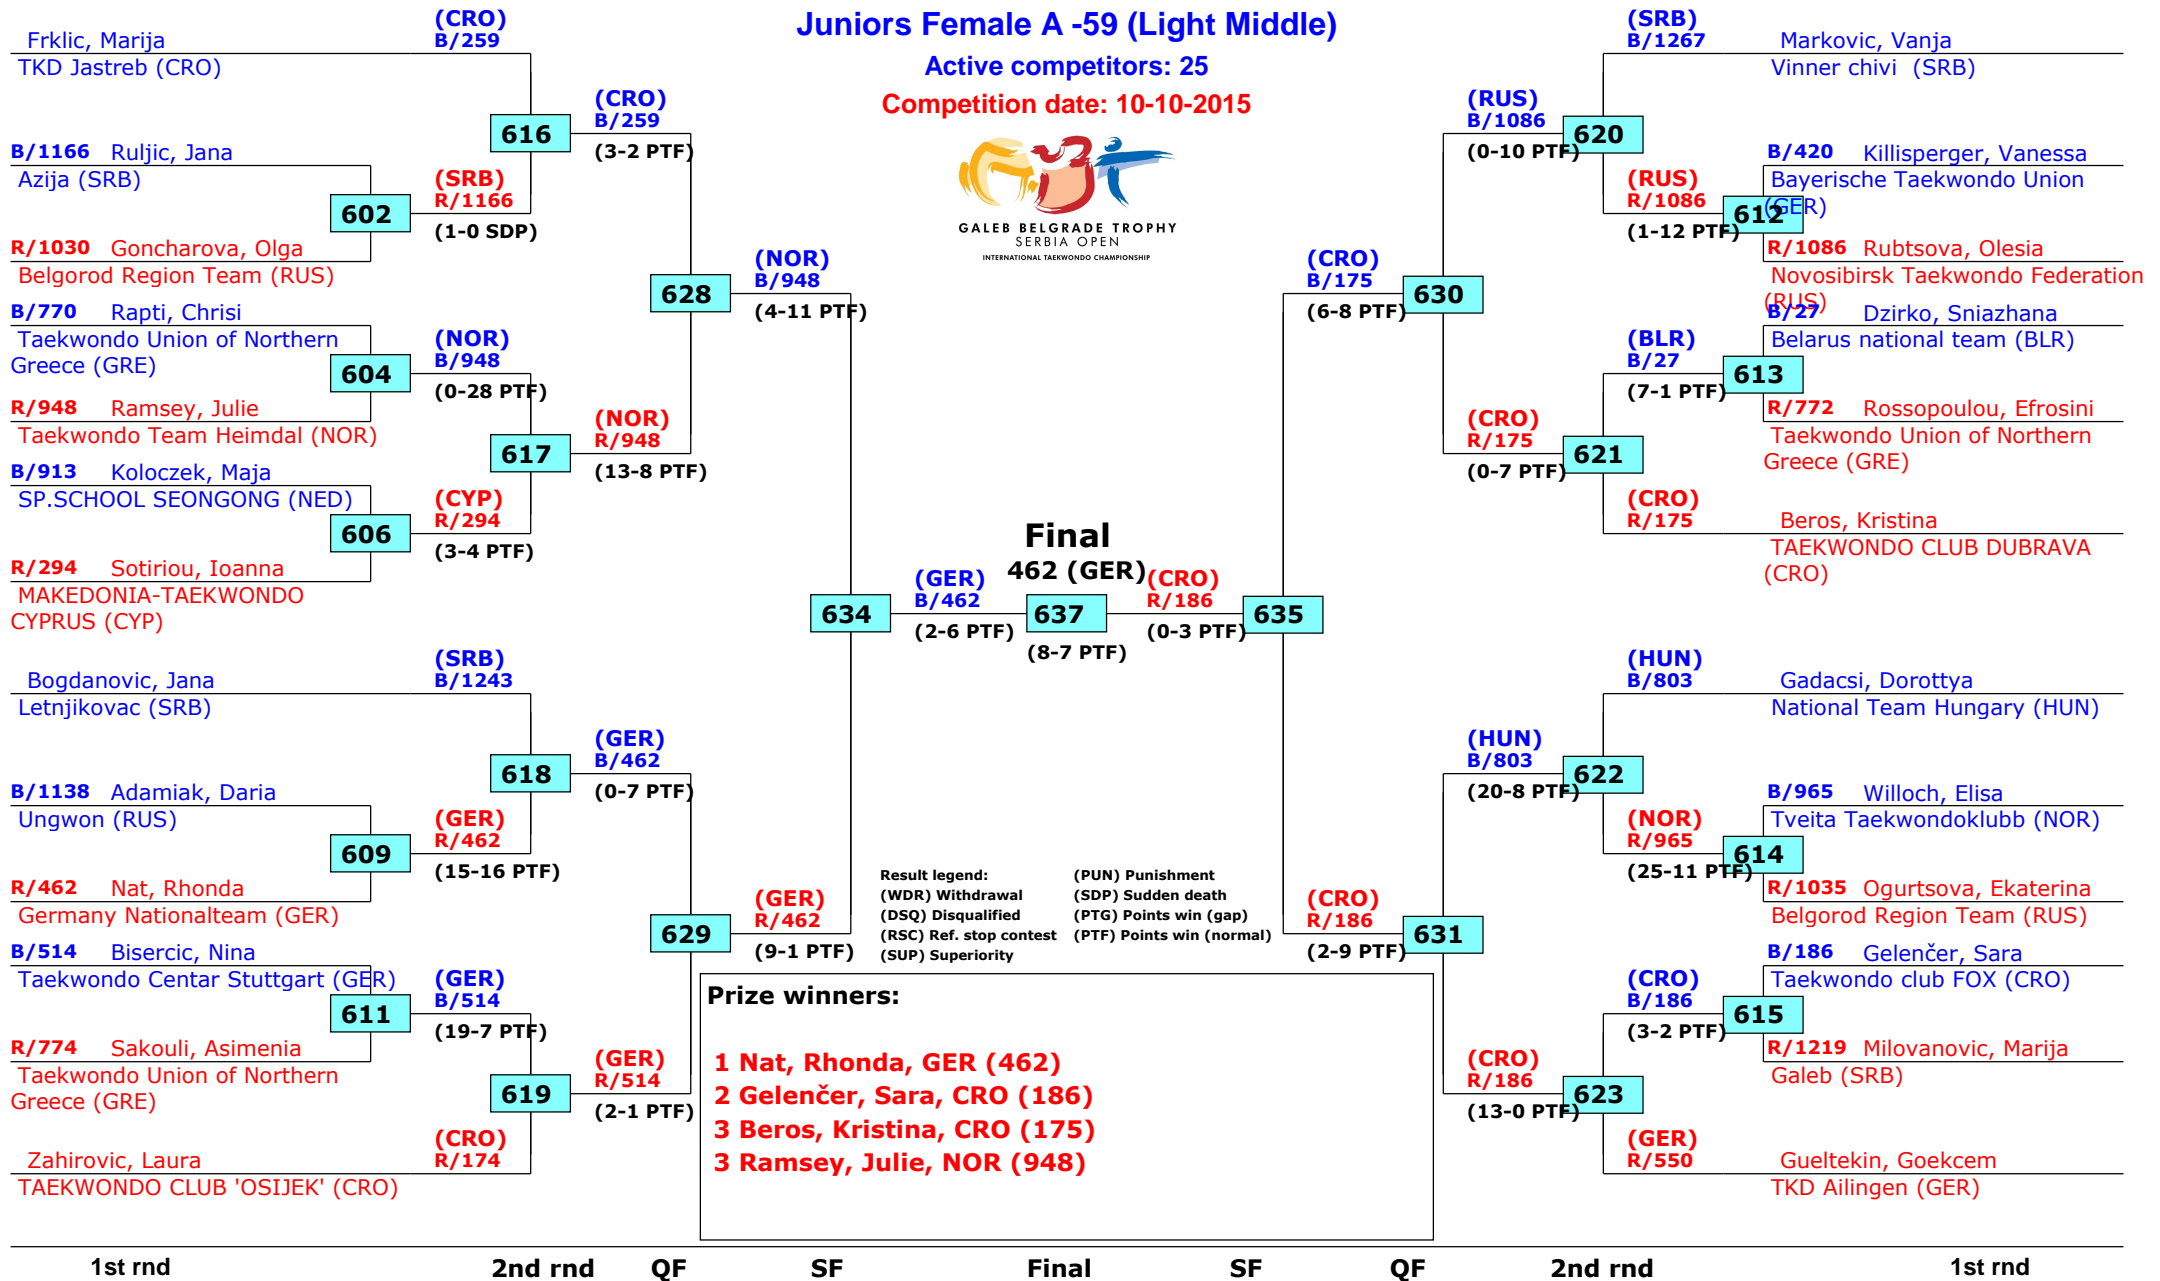 Juniors Female A -59 (Light Middle)
Active competitors: 25
Competition date: 10-10-2015
GALEB BELGRADE TROPHY
SERBIA OPEN
INTERNATIONAL TAEKWONDO CHAMPIONSHIP
Frklic, Marija
TKD Jastreb (CRO)
(CRO)
B/259
B/1166 Ruljic, Jana
Azija (SRB)
602
R/1030 Goncharova, Olga
Belgorod Region Team (RUS)
(SRB)
R/1166
(1-0 SDP)
616
(CRO)
B/259
(3-2 PTF)
B/770 Rapti, Chrisi
Taekwondo Union of Northern
Greece (GRE)
604
R/948 Ramsey, Julie
Taekwondo Team Heimdal (NOR)
(NOR)
B/948
(0-28 PTF)
B/913 Koloczek, Maja
SP.SCHOOL SEONGONG (NED)
606
R/294 Sotiriou, Ioanna
MAKEDONIA-TAEKWONDO
CYPRUS (CYP)
(CYP)
R/294
(3-4 PTF)
617
(NOR)
R/948
(13-8 PTF)
628
(NOR)
B/948
(4-11 PTF)
Bogdanovic, Jana
Letnjikovac (SRB)
(SRB)
B/1243
B/1138 Adamiak, Daria
Ungwon (RUS)
609
R/462 Nat, Rhonda
Germany Nationalteam (GER)
(GER)
R/462
(15-16 PTF)
618
(GER)
B/462
(0-7 PTF)
B/514 Bisercic, Nina
Taekwondo Centar Stuttgart (GER)
611
R/774 Sakouli, Asimenia
Taekwondo Union of Northern
Greece (GRE)
(GER)
B/514
(19-7 PTF)
Zahirovic, Laura
TAEKWONDO CLUB 'OSIJEK' (CRO)
(CRO)
R/174
619
(GER)
R/514
(2-1 PTF)
629
(GER)
R/462
(9-1 PTF)
634
(GER)
B/462
(2-6 PTF)
Final
462 (GER)
637
(8-7 PTF)
(CRO)
R/186
(0-3 PTF)
635
(SRB)
B/1267
Markovic, Vanja
Vinner chivi (SRB)
B/420 Killisperger, Vanessa
Bayerische Taekwondo Union
(GER)
612
R/1086 Rubtsova, Olesia
Novosibirsk Taekwondo Federation
(RUS)
(RUS)
R/1086
(1-12 PTF)
620
(RUS)
B/1086
(0-10 PTF)
B/27 Dzirko, Sniazhana
Belarus national team (BLR)
613
R/772 Rossopoulou, Efrosini
Taekwondo Union of Northern
Greece (GRE)
(BLR)
B/27
(7-1 PTF)
(CRO)
R/175
Beros, Kristina
TAEKWONDO CLUB DUBRAVA
(CRO)
621
(CRO)
R/175
(0-7 PTF)
630
(CRO)
B/175
(6-8 PTF)
(HUN)
B/803
Gadacsi, Dorottya
National Team Hungary (HUN)
B/965 Willoch, Elisa
Tveita Taekwondoklubb (NOR)
614
R/1035 Ogurtsova, Ekaterina
Belgorod Region Team (RUS)
(NOR)
R/965
(25-11 PTF)
622
(HUN)
B/803
(20-8 PTF)
B/186 Gelenčer, Sara
Taekwondo club FOX (CRO)
615
R/1219 Milovanovic, Marija
Galeb (SRB)
(CRO)
B/186
(3-2 PTF)
(GER)
R/550
Gueltekin, Goekcem
TKD Ailingen (GER)
623
(CRO)
R/186
(13-0 PTF)
631
(CRO)
R/186
(2-9 PTF)
Result legend: (PUN) Punishment
(WDR) Withdrawal (SDP) Sudden death
(DSQ) Disqualified (PTG) Points win (gap)
(RSC) Ref. stop contest (PTF) Points win (normal)
(SUP) Superiority
Prize winners:
1 Nat, Rhonda, GER (462)
2 Gelenčer, Sara, CRO (186)
3 Beros, Kristina, CRO (175)
3 Ramsey, Julie, NOR (948)
1st rnd 2nd rnd QF SF Final SF QF 2nd rnd 1st rnd